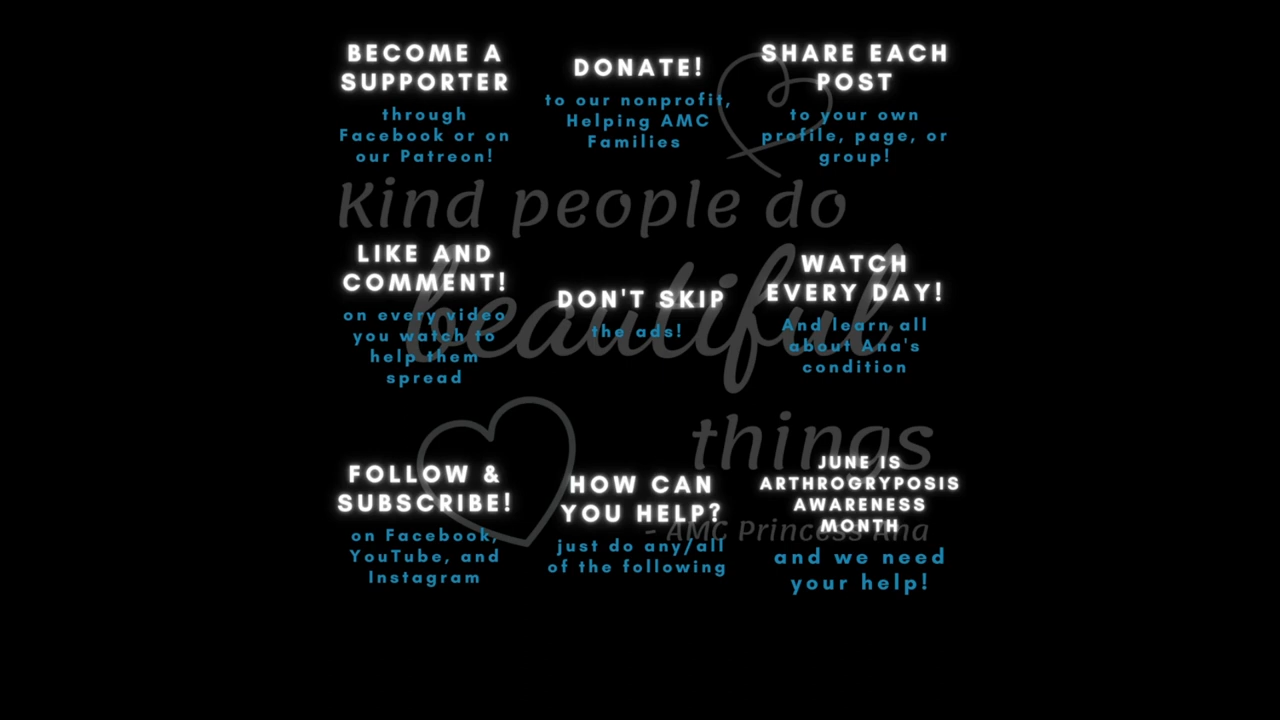 BECOME A
SUPPORTER
through
Facebook or on
our Patreon!
DONATE!
to our nonprofit,
Helping AMC
Families
SHARE EACH
POST
to your own
profile, page, or
group!
Kind people do
beautiful
things
- AMC Princess Ana
LIKE AND
COMMENT!
on every video
you watch to
help them
spread
DON'T SKIP
the ads!
WATCH
EVERY DAY!
And learn all
about Ana's
condition
FOLLOW &
SUBSCRIBE!
on Facebook,
YouTube, and
Instagram
HOW CAN
YOU HELP?
just do any/all
of the following
JUNE IS
ARTHROGRYPOSIS
AWARENESS
MONTH
and we need
your help!